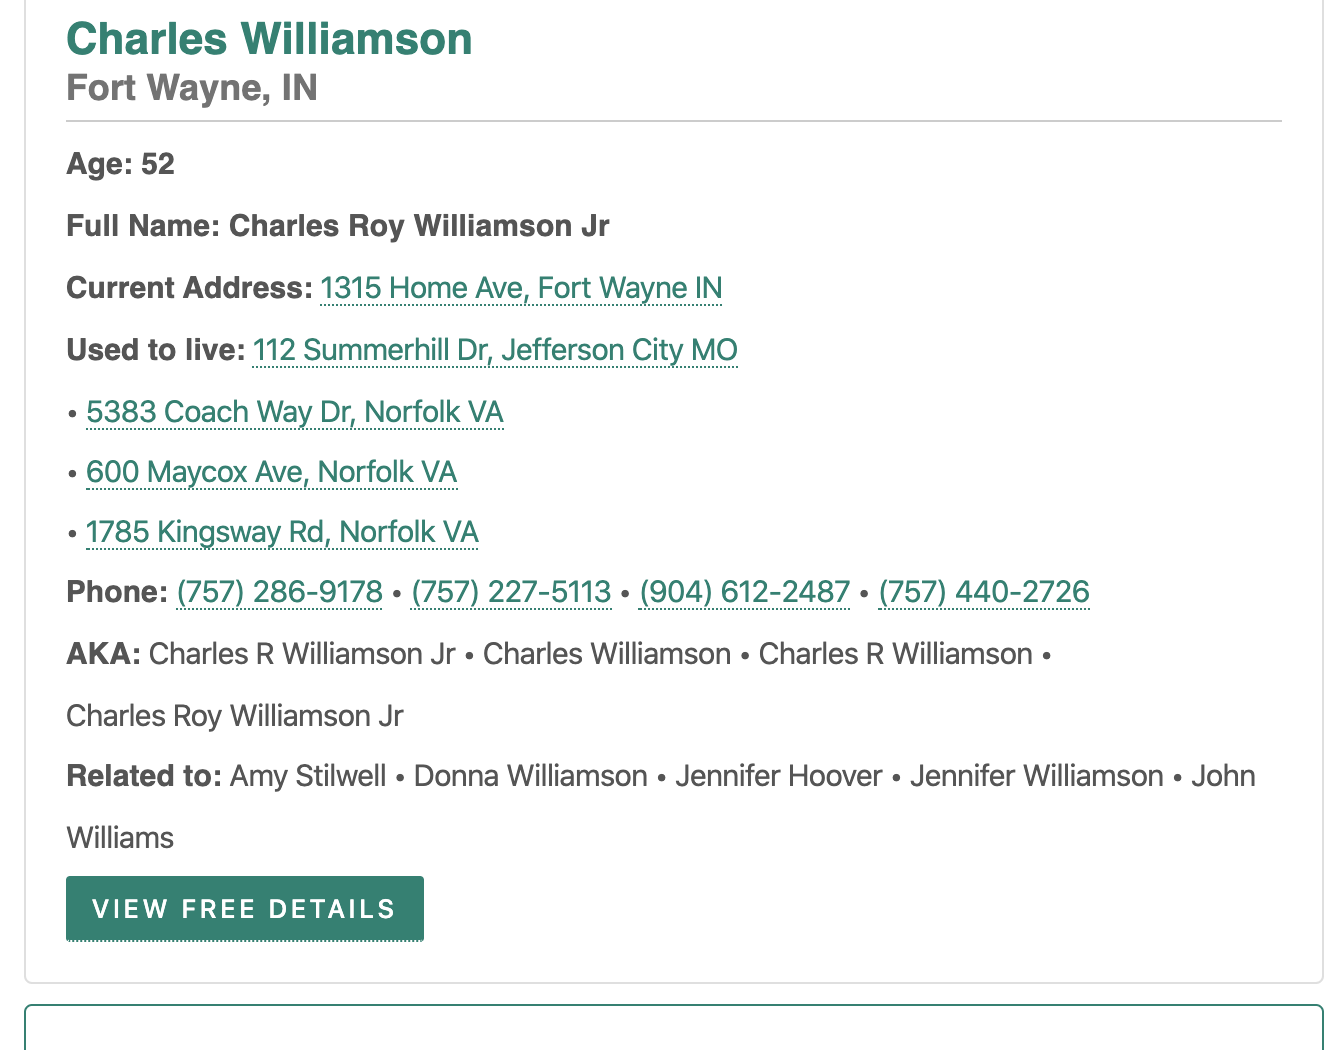 Charles Williamson
Fort Wayne, IN
Age: 52
Full Name: Charles Roy Williamson Jr
Current Address: 1315 Home Ave, Fort Wayne IN
Used to live: 112 Summerhill Dr, Jefferson City MO
• 5383 Coach Way Dr, Norfolk VA
• 600 Maycox Ave, Norfolk VA
• 1785 Kingsway Rd, Norfolk VA
Phone: (757) 286-9178 • (757) 227-5113 • (904) 612-2487 • (757) 440-2726
AKA: Charles R Williamson Jr • Charles Williamson • Charles R Williamson •
Charles Roy Williamson Jr
Related to: Amy Stilwell • Donna Williamson • Jennifer Hoover • Jennifer Williamson • John
Williams
VIEW FREE DETAILS